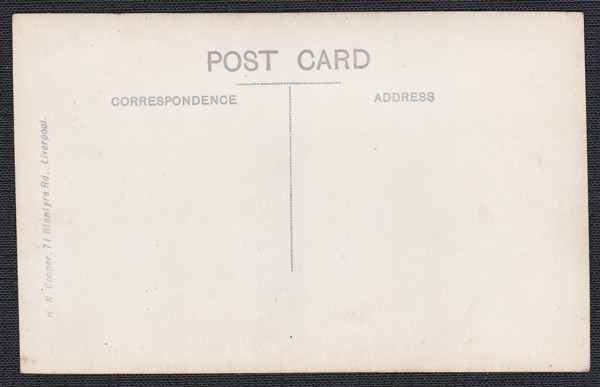 POST CARD
CORRESPONDENCE
ADDRESS
H. N. Cooper, 71 Blantyre Rd., Liverpool.